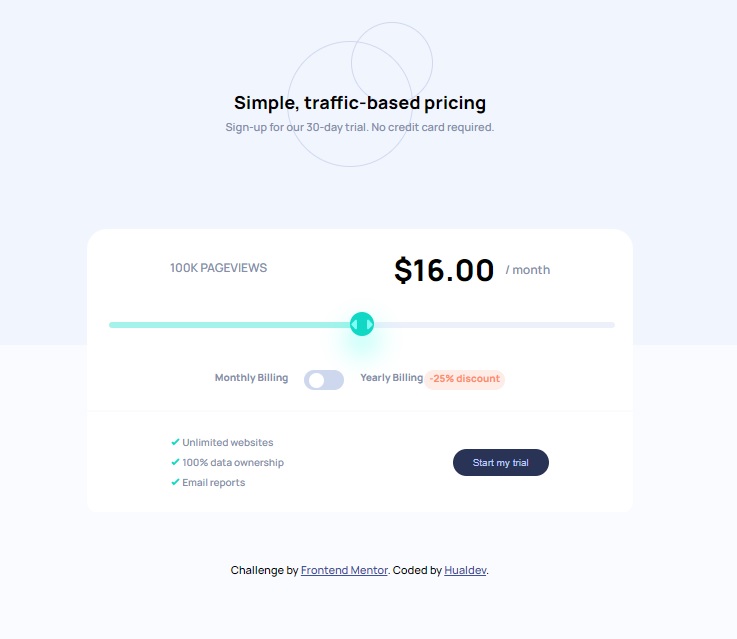 Simple, traffic-based pricing
Sign-up for our 30-day trial. No credit card required.
100K PAGEVIEWS
$16.00 / month
Monthly Billing
Yearly Billing -25% discount
Unlimited websites
100% data ownership
Email reports
Start my trial
Challenge by Frontend Mentor. Coded by Hualdev.